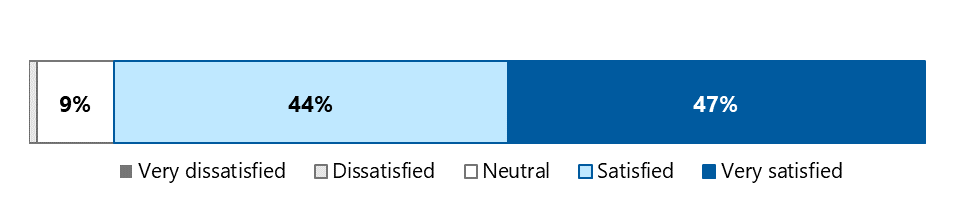 9% 44% 47%
Very dissatisfied Dissatisfied Neutral Satisfied Very satisfied